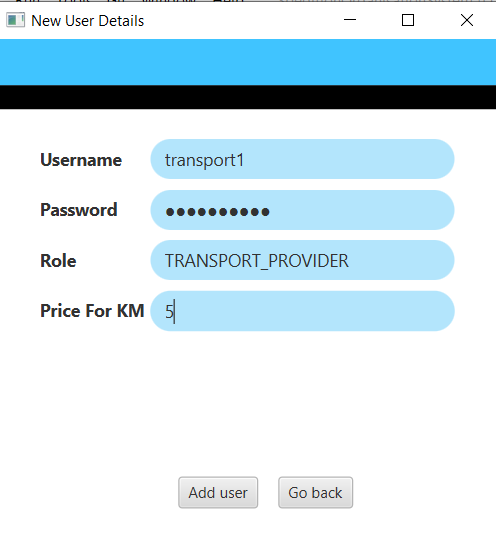 New User Details
Username transport1
Password ●●●●●●●●●●
Role TRANSPORT_PROVIDER
Price For KM 5
Add user Go back